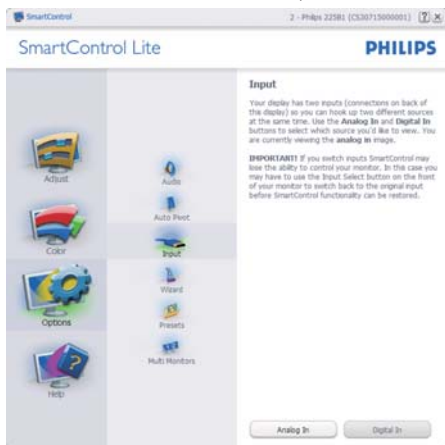 SmartControl
2 - Philips 225B1 (CS20715000001)
SmartControl Lite
PHILIPS
Adjust
Color
Options
Help
Audio
Auto Pivot
Input
Wizard
Presets
Multi Monitors
Input
Your display has two inputs (connections on back of
the display) so you can hook up two different sources
at the same time. Use the Analog In and Digital In
buttons to select which source you'd like to view. You
are currently viewing the analog in image.
IMPORTANT! If you switch inputs SmartControl may
lose the ability to control your monitor. In this case you
may have to use the Input Select button on the front
of your monitor to switch back to the original input
before SmartControl functionality can be restored.
Analog In
Digital In